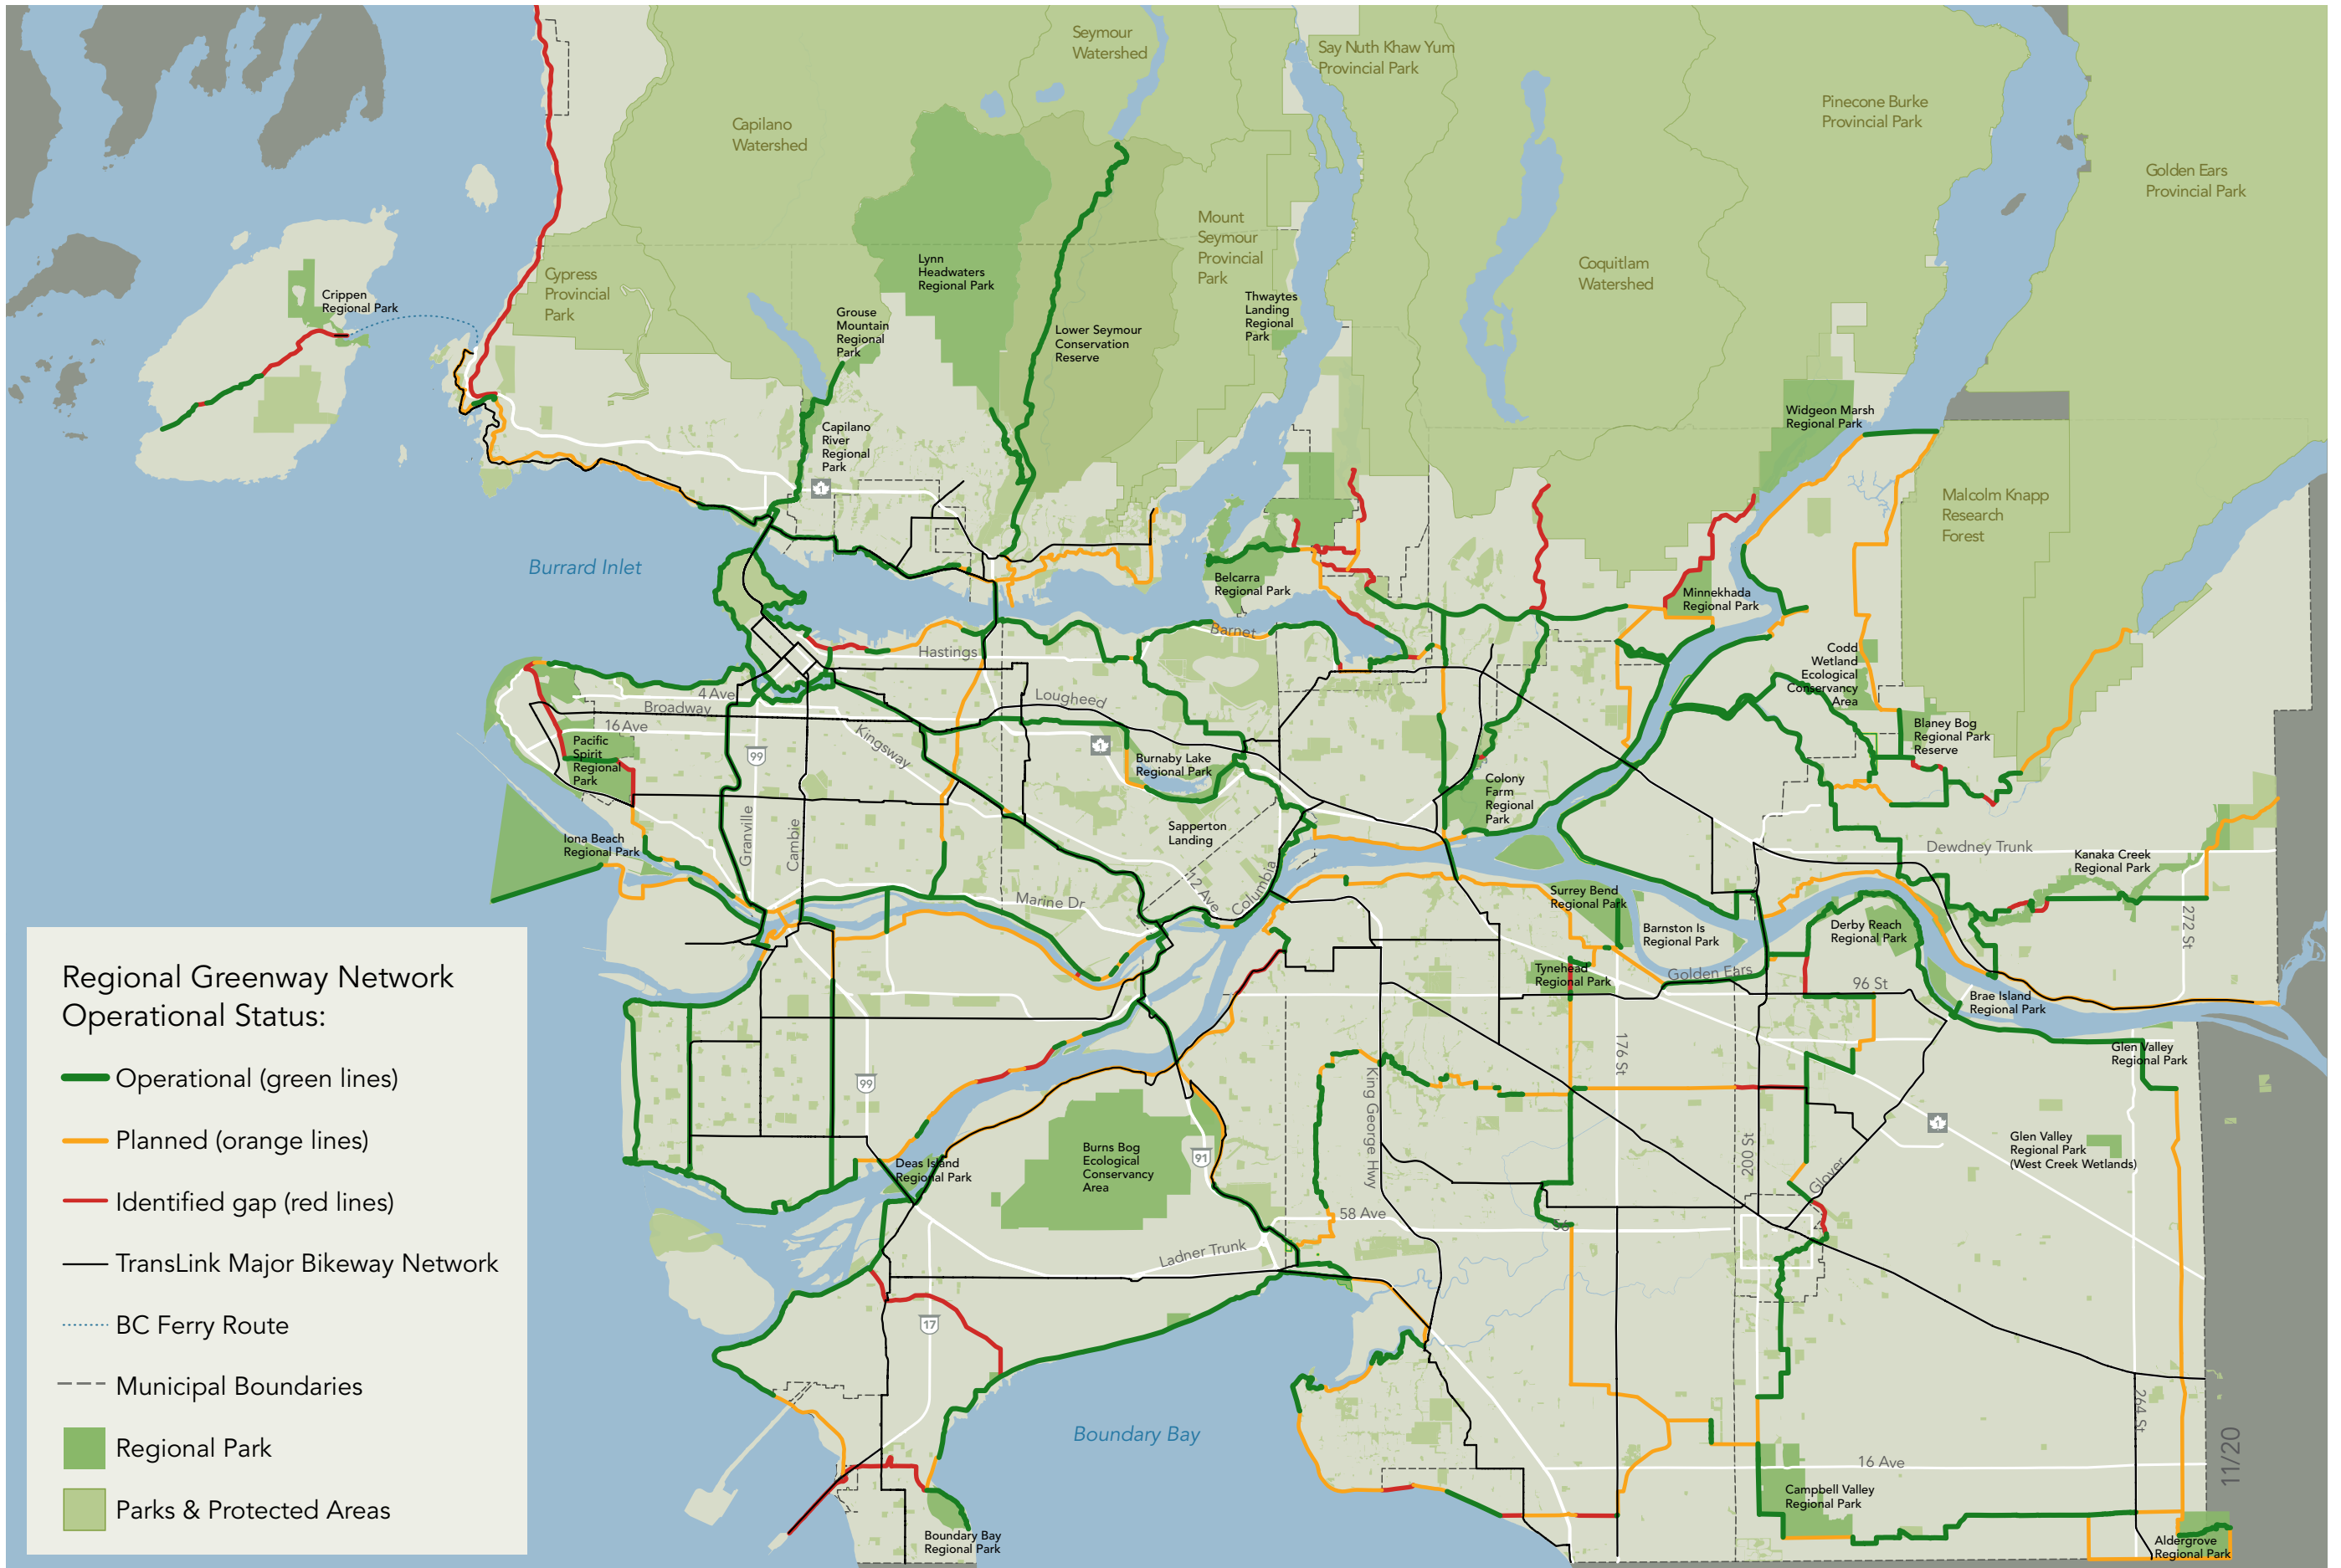 Seymour
Watershed
Say Nuth Khaw Yum
Provincial Park
Capilano
Watershed
Pinecone Burke
Provincial Park
Golden Ears
Provincial Park
Mount
Seymour
Provincial
Park
Lynn
Headwaters
Regional Park
Cypress
Provincial
Park
Coquitlam
Watershed
Crippen
Regional Park
Grouse
Mountain
Regional
Park
Lower Seymour
Conservation
Reserve
Thwaytes
Landing
Regional
Park
Capilano
River
Regional
Park
1
Widgeon Marsh
Regional Park
Malcolm Knapp
Research
Forest
Burrard Inlet
Belcarra
Regional Park
Minnekhada
Regional Park
Barnet
Hastings
Codd
Wetland
Ecological
Conservancy
Area
4 Ave
Broadway
16 Ave
Lougheed
Kingsway
Pacific
Spirit
Regional
Park
99
1
Burnaby Lake
Regional Park
Blaney Bog
Regional Park
Reserve
Colony
Farm
Regional
Park
Granville
Cambie
Sapperton
Landing
Iona Beach
Regional Park
Dewdney Trunk
Kanaka Creek
Regional Park
12 Ave
Columbia
Marine Dr
Surrey Bend
Regional Park
Barnston Is
Regional Park
Derby Reach
Regional Park
272 St
Tynehead
Regional Park
Golden Ears
96 St
Brae Island
Regional Park
Glen Valley
Regional Park
176 St
99
King George Hwy
1
Burns Bog
Ecological
Conservancy
Area
91
Deas Island
Regional Park
200 St
Glover
Glen Valley
Regional Park
(West Creek Wetlands)
58 Ave
56
Ladner Trunk
17
264 St
Boundary Bay
16 Ave
11/20
Campbell Valley
Regional Park
Boundary Bay
Regional Park
Aldergrove
Regional Park
Regional Greenway Network
Operational Status:
Operational (green lines)
Planned (orange lines)
Identified gap (red lines)
TransLink Major Bikeway Network
BC Ferry Route
Municipal Boundaries
Regional Park
Parks & Protected Areas